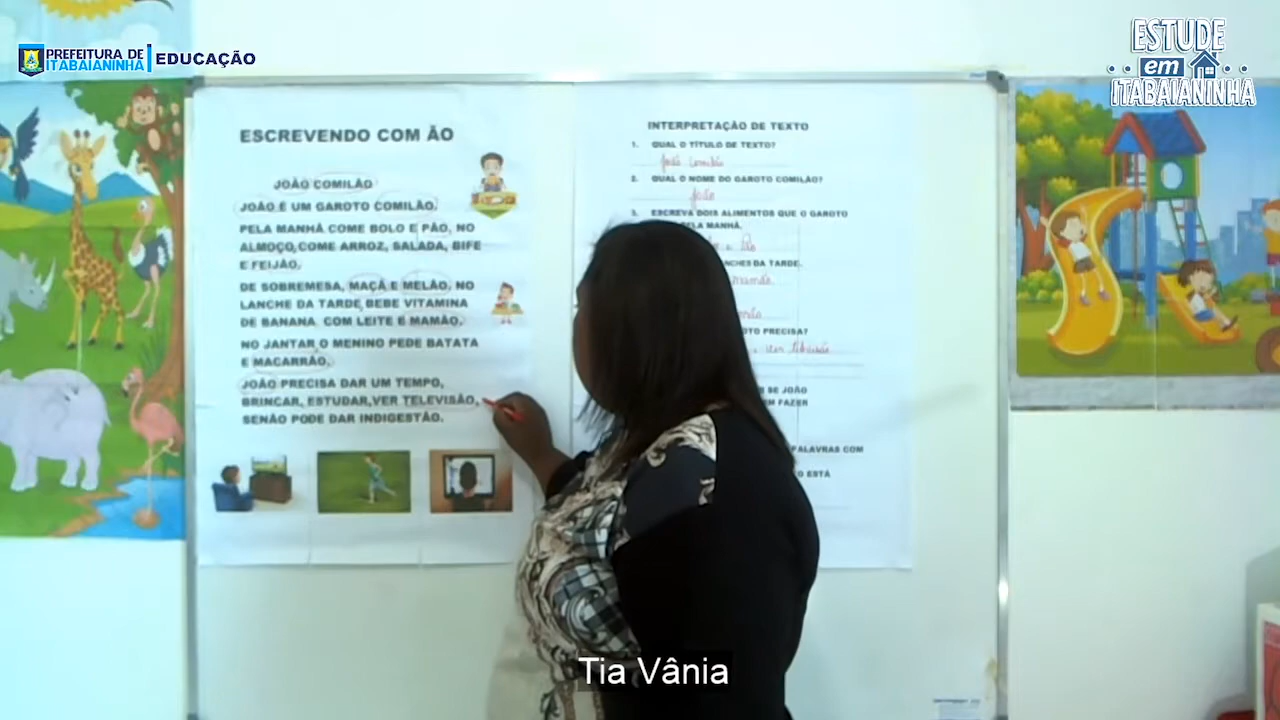 PREFEITURA DE
ITABAIANINHA
EDUCAÇÃO
ESTUDE
em
ITABAIANINHA
ESCREVENDO COM ÃO
JOÃO COMILÃO
JOÃO É UM GAROTO COMILÃO.
PELA MANHÃ COME BOLO E PÃO, NO
ALMOÇO, COME ARROZ, SALADA, BIFE
E FEIJÃO.
DE SOBREMESA, MAÇÃ E MELÃO. NO
LANCHE DA TARDE, BEBE VITAMINA
DE BANANA COM LEITE E MAMÃO.
NO JANTAR O MENINO PEDE BATATA
E MACARRÃO.
JOÃO PRECISA DAR UM TEMPO,
BRINCAR, ESTUDAR, VER TELEVISÃO,
SENÃO PODE DAR INDIGESTÃO.
INTERPRETAÇÃO DE TEXTO
1. QUAL O TÍTULO DE TEXTO?
João Comilão
2. QUAL O NOME DO GAROTO COMILÃO?
João
3. ESCREVA DOIS ALIMENTOS QUE O GAROTO
PELA MANHÃ.
e Pão
DA TARDE.
PRECISA?
ver televisão
SE JOÃO
FAZER
PALAVRAS COM
ESTÁ
Tia Vânia